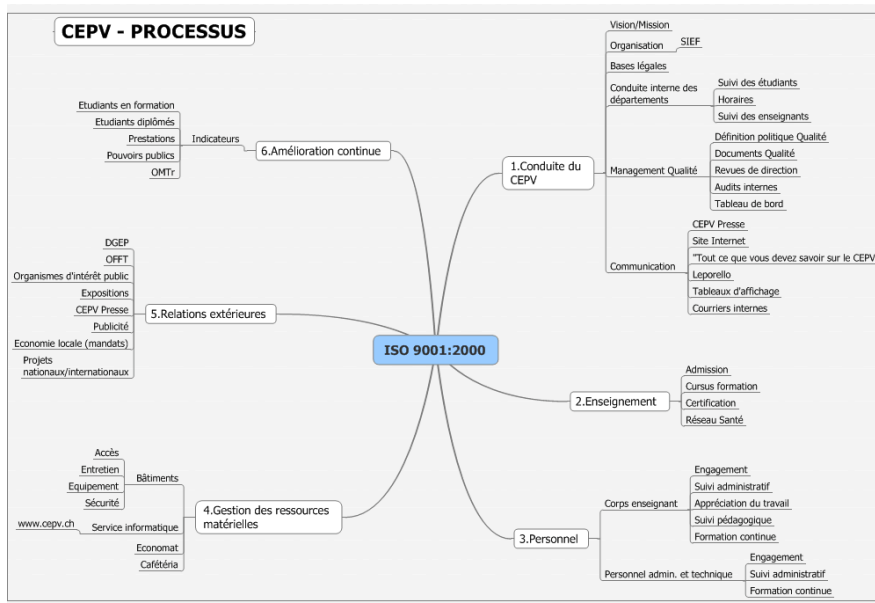 CEPV - PROCESSUS
ISO 9001:2000
1.Conduite du
CEPV
Vision/Mission
Organisation
SIEF
Bases légales
Conduite interne des
départements
Suivi des étudiants
Horaires
Suivi des enseignants
Management Qualité
Définition politique Qualité
Documents Qualité
Revues de direction
Audits internes
Tableau de bord
Communication
CEPV Presse
Site Internet
"Tout ce que vous devez savoir sur le CEPV
Leporello
Tableaux d'affichage
Courriers internes
2.Enseignement
Admission
Cursus formation
Certification
Réseau Santé
3.Personnel
Corps enseignant
Engagement
Suivi administratif
Appréciation du travail
Suivi pédagogique
Formation continue
Personnel admin. et technique
Engagement
Suivi administratif
Formation continue
4.Gestion des ressources
matérielles
Bâtiments
Accès
Entretien
Equipement
Sécurité
Service informatique
www.cepv.ch
Economat
Cafétéria
5.Relations extérieures
DGEP
OFFT
Organismes d'intérêt public
Expositions
CEPV Presse
Publicité
Economie locale (mandats)
Projets
nationaux/internationaux
6.Amélioration continue
Indicateurs
Etudiants en formation
Etudiants diplômés
Prestations
Pouvoirs publics
OMTr